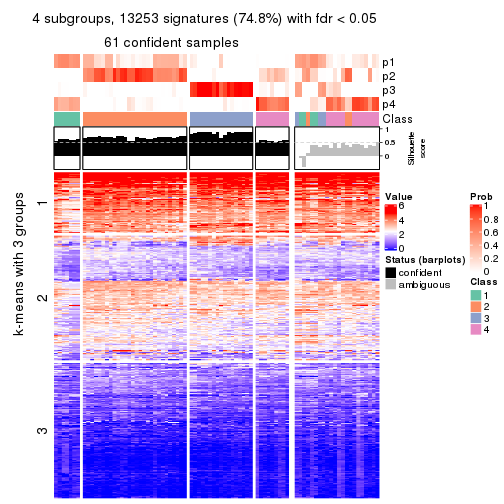 4 subgroups, 13253 signatures (74.8%) with fdr < 0.05
61 confident samples
p1
p2
p3
p4
Class
1
0.5
0
Silhouette
score
k-means with 3 groups
1
2
3
Value
6
4
2
0
Status (barplots)
confident
ambiguous
Prob
1
0.8
0.6
0.4
0.2
0
Class
1
2
3
4